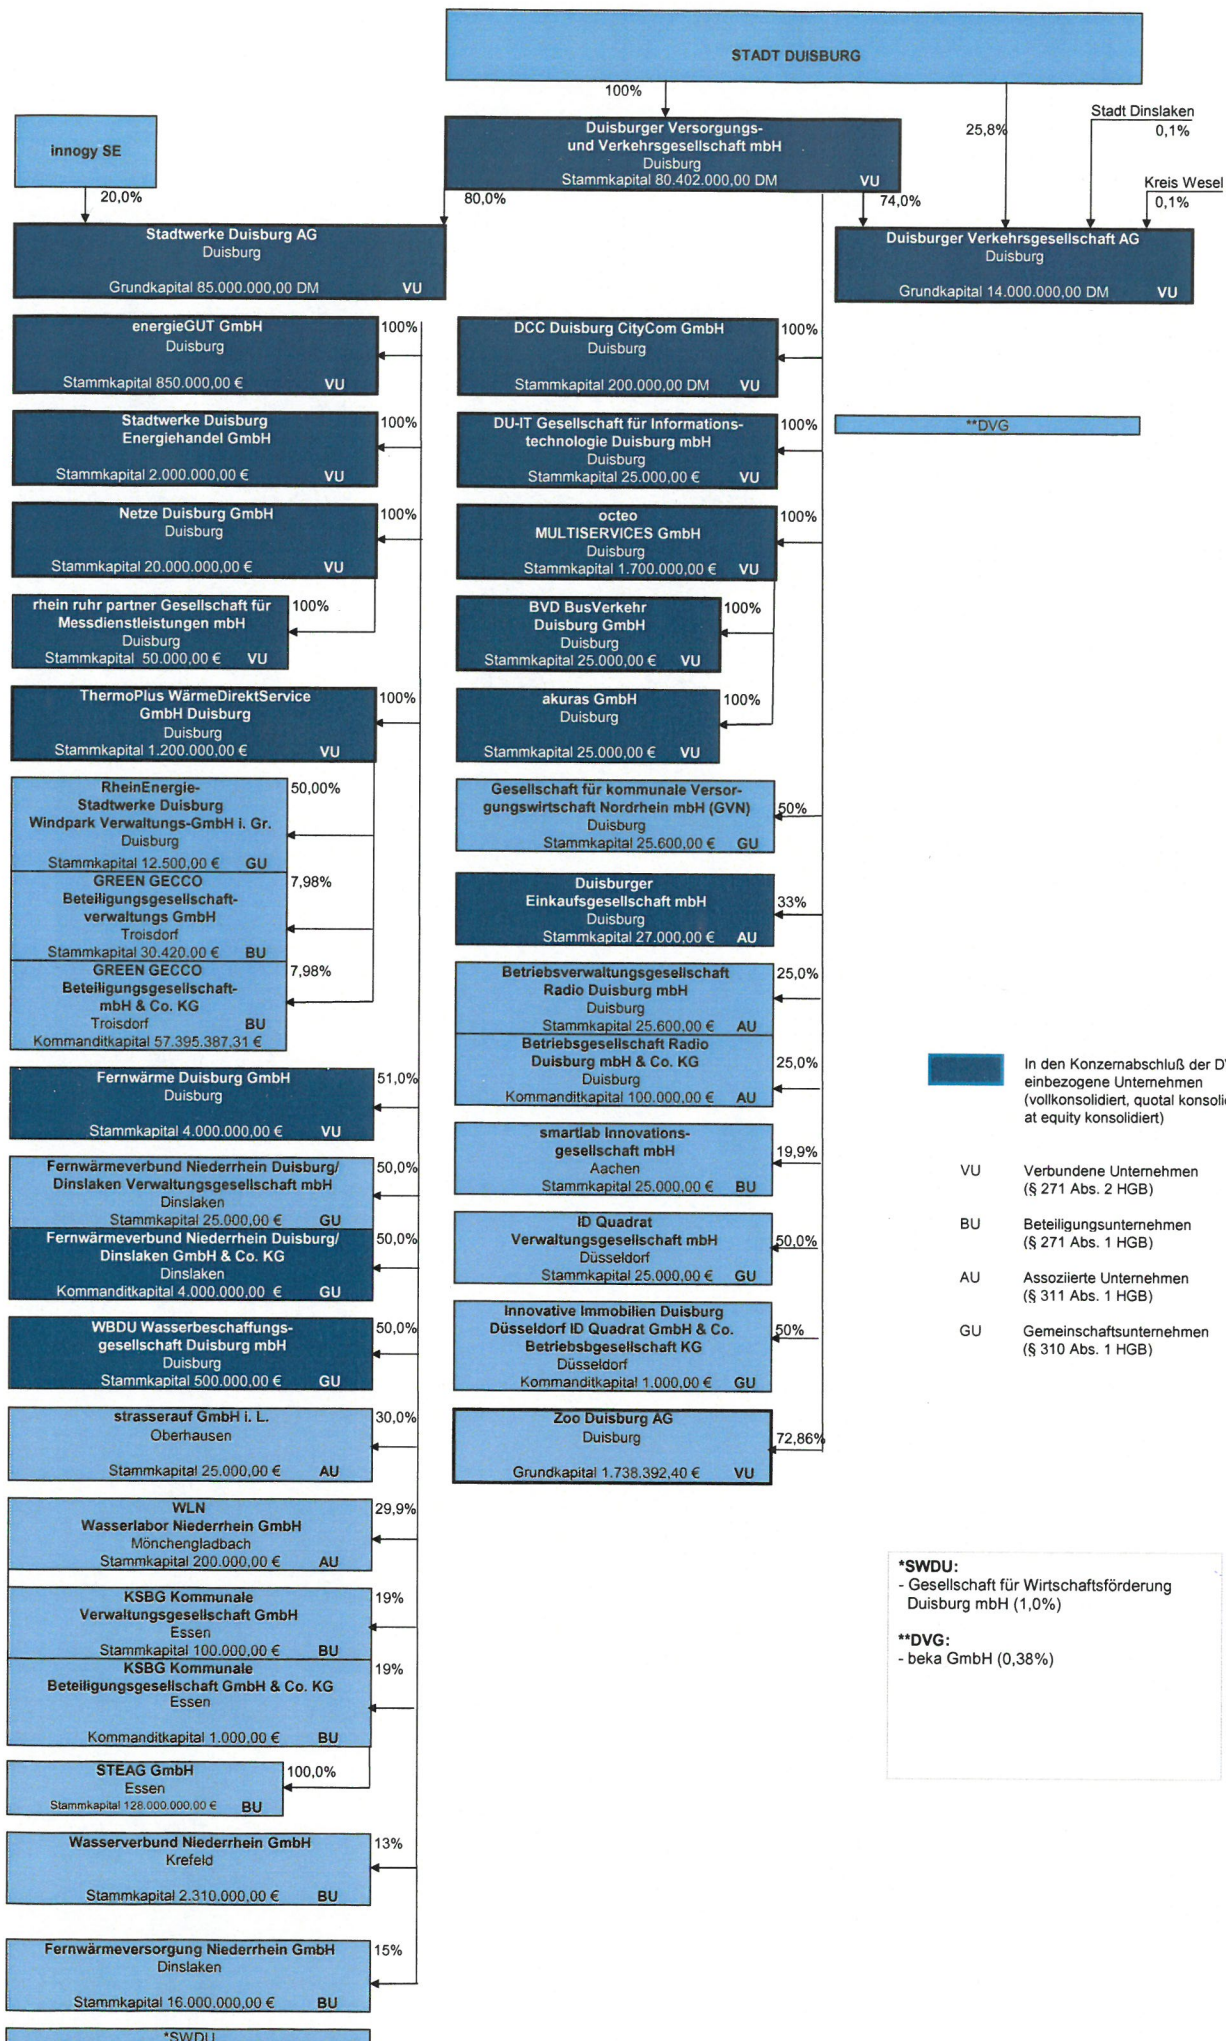 STADT DUISBURG
100%
25,8%
Stadt Dinslaken
0,1%
Kreis Wesel
0,1%
innogy SE
20,0%
Duisburger Versorgungs-
und Verkehrsgesellschaft mbH
Duisburg
Stammkapital 80.402.000,00 DM VU
80,0%
74,0%
Stadtwerke Duisburg AG
Duisburg
Grundkapital 85.000.000,00 DM VU
Duisburger Verkehrsgesellschaft AG
Duisburg
Grundkapital 14.000.000,00 DM VU
energieGUT GmbH
Duisburg
Stammkapital 850.000,00 € VU
100%
Stadtwerke Duisburg
Energiehandel GmbH
Stammkapital 2.000.000,00 € VU
100%
Netze Duisburg GmbH
Duisburg
Stammkapital 20.000.000,00 € VU
100%
rhein ruhr partner Gesellschaft für
Messdienstleistungen mbH
Duisburg
Stammkapital 50.000,00 € VU
100%
ThermoPlus WärmeDirektService
GmbH Duisburg
Duisburg
Stammkapital 1.200.000,00 € VU
100%
RheinEnergie-
Stadtwerke Duisburg
Windpark Verwaltungs-GmbH i. Gr.
Duisburg
Stammkapital 12.500,00 € GU
50,00%
GREEN GECCO
Beteiligungsgesellschaft-
verwaltungs GmbH
Troisdorf
Stammkapital 30.420.00 € BU
7,98%
GREEN GECCO
Beteiligungsgesellschaft-
mbH & Co. KG
Troisdorf BU
Kommanditkapital 57.395.387,31 €
7,98%
Fernwärme Duisburg GmbH
Duisburg
Stammkapital 4.000.000,00 € VU
51,0%
Fernwärmeverbund Niederrhein Duisburg/
Dinslaken Verwaltungsgesellschaft mbH
Dinslaken
Stammkapital 25.000,00 € GU
50,0%
Fernwärmeverbund Niederrhein Duisburg/
Dinslaken GmbH & Co. KG
Dinslaken
Kommanditkapital 4.000.000,00 € GU
50,0%
WBDU Wasserbeschaffungs-
gesellschaft Duisburg mbH
Duisburg
Stammkapital 500.000,00 € GU
50,0%
strasserauf GmbH i. L.
Oberhausen
Stammkapital 25.000,00 € AU
30,0%
WLN
Wasserlabor Niederrhein GmbH
Mönchengladbach
Stammkapital 200.000,00 € AU
29,9%
KSBG Kommunale
Verwaltungsgesellschaft GmbH
Essen
Stammkapital 100.000,00 € BU
19%
KSBG Kommunale
Beteiligungsgesellschaft GmbH & Co. KG
Essen
Kommanditkapital 1.000,00 € BU
19%
STEAG GmbH
Essen
Stammkapital 128.000.000,00 € BU
100,0%
Wasserverbund Niederrhein GmbH
Krefeld
Stammkapital 2.310.000,00 € BU
13%
Fernwärmeversorgung Niederrhein GmbH
Dinslaken
Stammkapital 16.000.000,00 € BU
15%
*SWDU
DCC Duisburg CityCom GmbH
Duisburg
Stammkapital 200.000,00 DM VU
100%
DU-IT Gesellschaft für Informations-
technologie Duisburg mbH
Duisburg
Stammkapital 25.000,00 € VU
100%
octeo
MULTISERVICES GmbH
Duisburg
Stammkapital 1.700.000,00 € VU
100%
BVD BusVerkehr
Duisburg GmbH
Duisburg
Stammkapital 25.000,00 € VU
100%
akuras GmbH
Duisburg
Stammkapital 25.000,00 € VU
100%
Gesellschaft für kommunale Versor-
gungswirtschaft Nordrhein mbH (GVN)
Duisburg
Stammkapital 25.600,00 € GU
50%
Duisburger
Einkaufsgesellschaft mbH
Duisburg
Stammkapital 27.000,00 € AU
33%
Betriebsverwaltungsgesellschaft
Radio Duisburg mbH
Duisburg
Stammkapital 25.600,00 € AU
25,0%
Betriebsgesellschaft Radio
Duisburg mbH & Co. KG
Duisburg
Kommanditkapital 100.000,00 € AU
25,0%
smartlab Innovations-
gesellschaft mbH
Aachen
Stammkapital 25.000,00 € BU
19,9%
ID Quadrat
Verwaltungsgesellschaft mbH
Düsseldorf
Stammkapital 25.000,00 € GU
50,0%
Innovative Immobilien Duisburg
Düsseldorf ID Quadrat GmbH & Co.
Betriebsbgesellschaft KG
Düsseldorf
Kommanditkapital 1.000,00 € GU
50%
Zoo Duisburg AG
Duisburg
Grundkapital 1.738.392,40 € VU
72,86%
**DVG
In den Konzernabschluß der
einbezogene Unternehmen
(vollkonsolidiert, quotal
at equity konsolidiert)
VU Verbundene Unternehmen
(§ 271 Abs. 2 HGB)
BU Beteiligungsunternehmen
(§ 271 Abs. 1 HGB)
AU Assoziierte Unternehmen
(§ 311 Abs. 1 HGB)
GU Gemeinschaftsunternehmen
(§ 310 Abs. 1 HGB)
*SWDU:
- Gesellschaft für Wirtschaftsförderung
Duisburg mbH (1,0%)
**DVG:
- beka GmbH (0,38%)